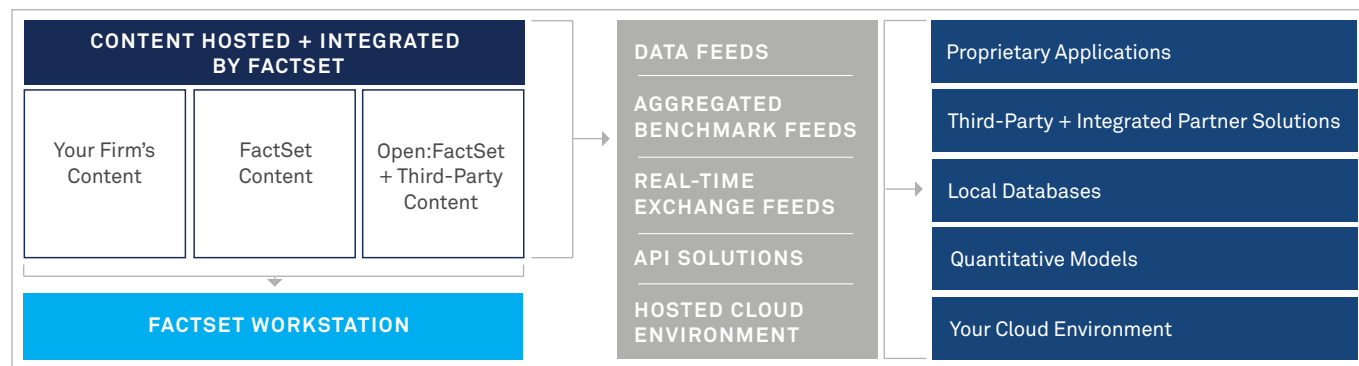 CONTENT HOSTED + INTEGRATED
BY FACTSET
Your Firm's
Content
FactSet
Content
Open:FactSet
+ Third-Party
Content
FACTSET WORKSTATION
DATA FEEDS
AGGREGATED
BENCHMARK FEEDS
REAL-TIME
EXCHANGE FEEDS
API SOLUTIONS
HOSTED CLOUD
ENVIRONMENT
Proprietary Applications
Third-Party + Integrated Partner Solutions
Local Databases
Quantitative Models
Your Cloud Environment